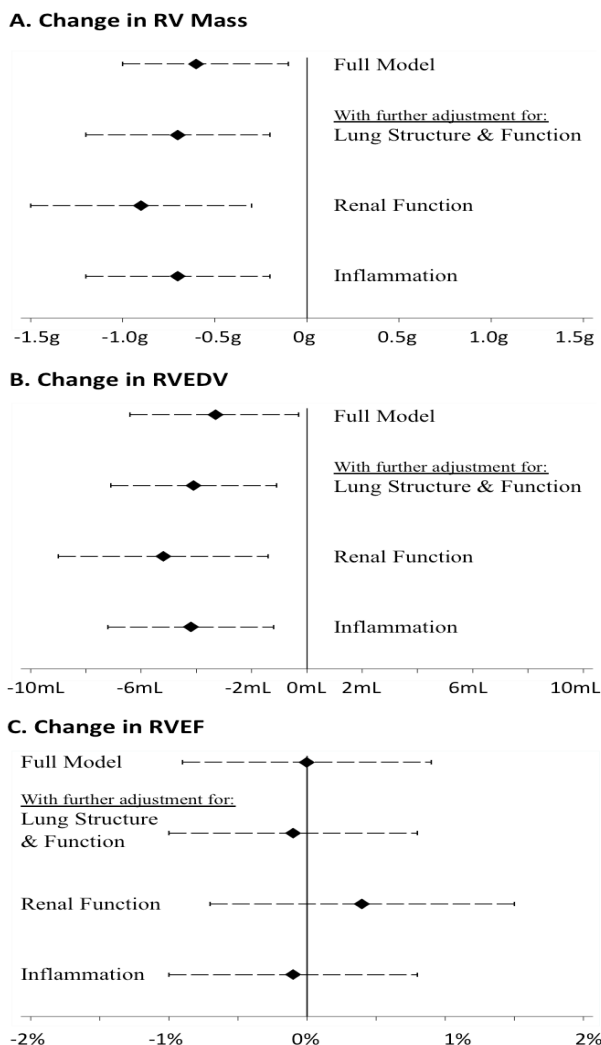 A. Change in RV Mass
Full Model
With further adjustment for:
Lung Structure & Function
Renal Function
Inflammation
-1.5g -1.0g -0.5g 0g 0.5g 1.0g 1.5g
B. Change in RVEDV
Full Model
With further adjustment for:
Lung Structure & Function
Renal Function
Inflammation
-10mL -6mL -2mL 0mL 2mL 6mL 10mL
C. Change in RVEF
Full Model
With further adjustment for:
Lung Structure
& Function
Renal Function
Inflammation
-2% -1% 0% 1% 2%